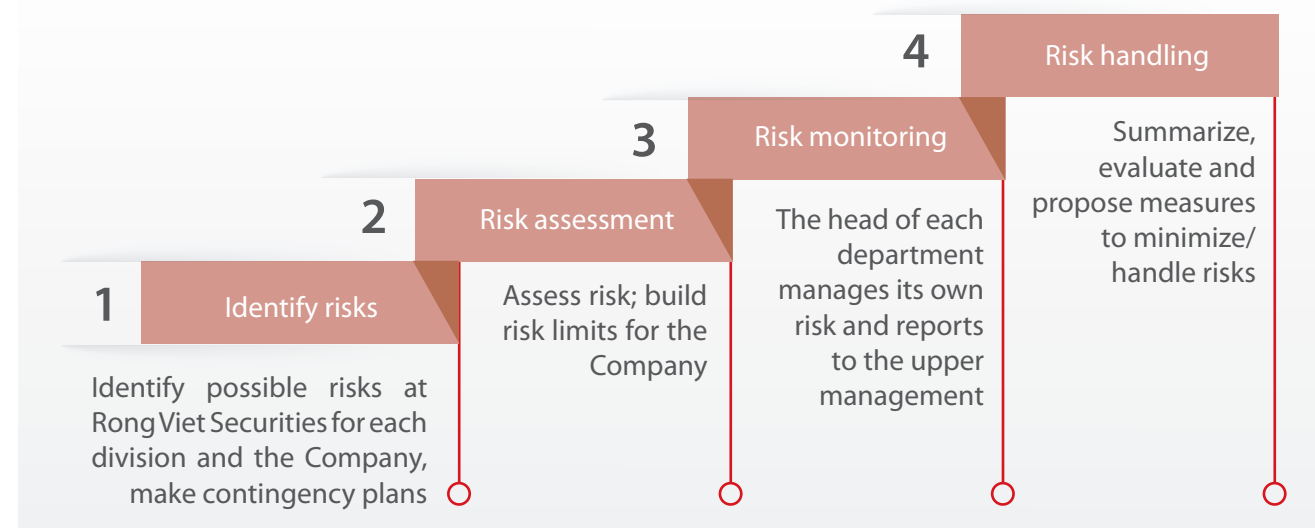 1
Identify risks
Identify possible risks at
Rong Viet Securities for each
division and the Company,
make contingency plans
2
Risk assessment
Assess risk; build
risk limits for the
Company
3
Risk monitoring
The head of each
department
manages its own
risk and reports
to the upper
management
4
Risk handling
Summarize,
evaluate and
propose measures
to minimize/
handle risks